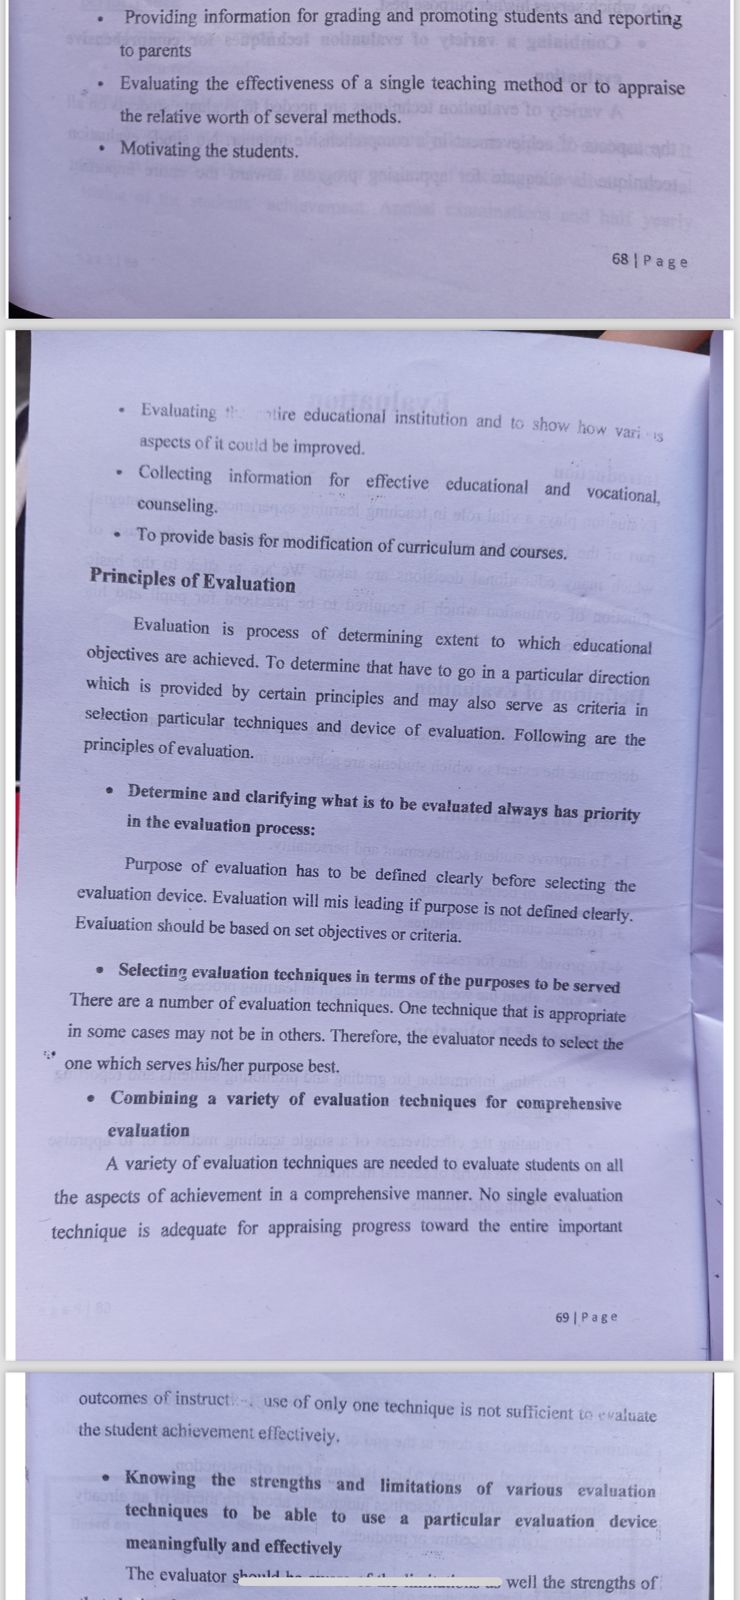 • Providing information for grading and promoting students and reporting
to parents
• Evaluating the effectiveness of a single teaching method or to appraise
the relative worth of several methods.
• Motivating the students.
68 | Page
• Evaluating educational institution and to show how
aspects of it could be improved.
• Collecting information for effective educational and vocational,
counseling.
• To provide basis for modification of curriculum and courses.
Principles of Evaluation
Evaluation is process of determining extent to which educational
objectives are achieved. To determine that have to go in a particular direction
which is provided by certain principles and may also serve as criteria in
selection particular techniques and device of evaluation. Following are the
principles of evaluation.
• Determine and clarifying what is to be evaluated always has priority
in the evaluation process:
Purpose of evaluation has to be defined clearly before selecting the
evaluation device. Evaluation will mis leading if purpose is not defined clearly.
Evaluation should be based on set objectives or criteria.
• Selecting evaluation techniques in terms of the purposes to be served
There are a number of evaluation techniques. One technique that is appropriate
in some cases may not be in others. Therefore, the evaluator needs to select the
one which serves his/her purpose best.
• Combining a variety of evaluation techniques for comprehensive
evaluation
A variety of evaluation techniques are needed to evaluate students on all
the aspects of achievement in a comprehensive manner. No single evaluation
technique is adequate for appraising progress toward the entire important
69 | Page
outcomes of use of only one technique is not sufficient to evaluate
the student achievement effectively.
• Knowing the strengths and limitations of various evaluation
techniques to be able to use a particular evaluation device
meaningfully and effectively
The evaluator well the strengths of